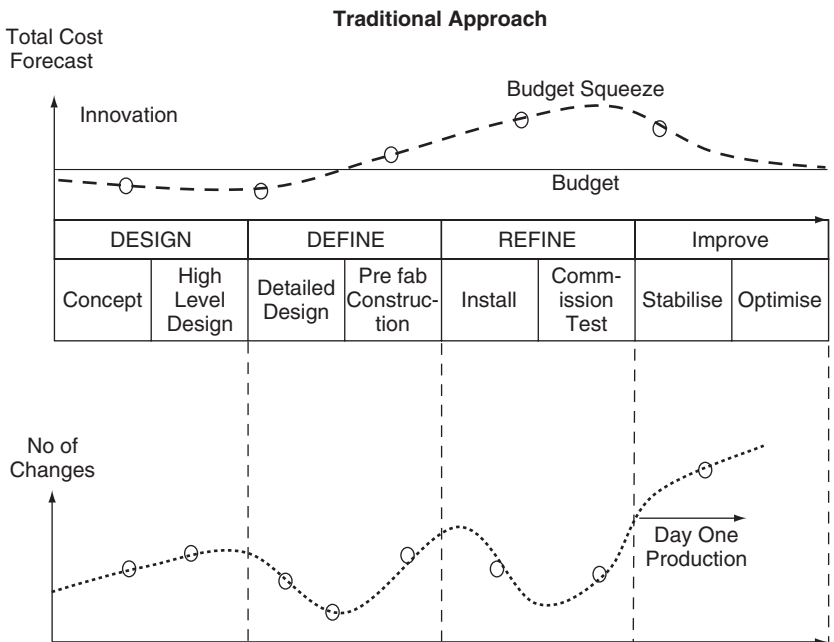 Traditional Approach
Total Cost
Forecast
Budget Squeeze
Innovation
Budget
DESIGN
DEFINE
REFINE
Improve
Concept
High
Level
Design
Detailed
Design
Pre fab
Construc-
tion
Install
Comm-
ission
Test
Stabilise
Optimise
No of
Changes
Day One
Production